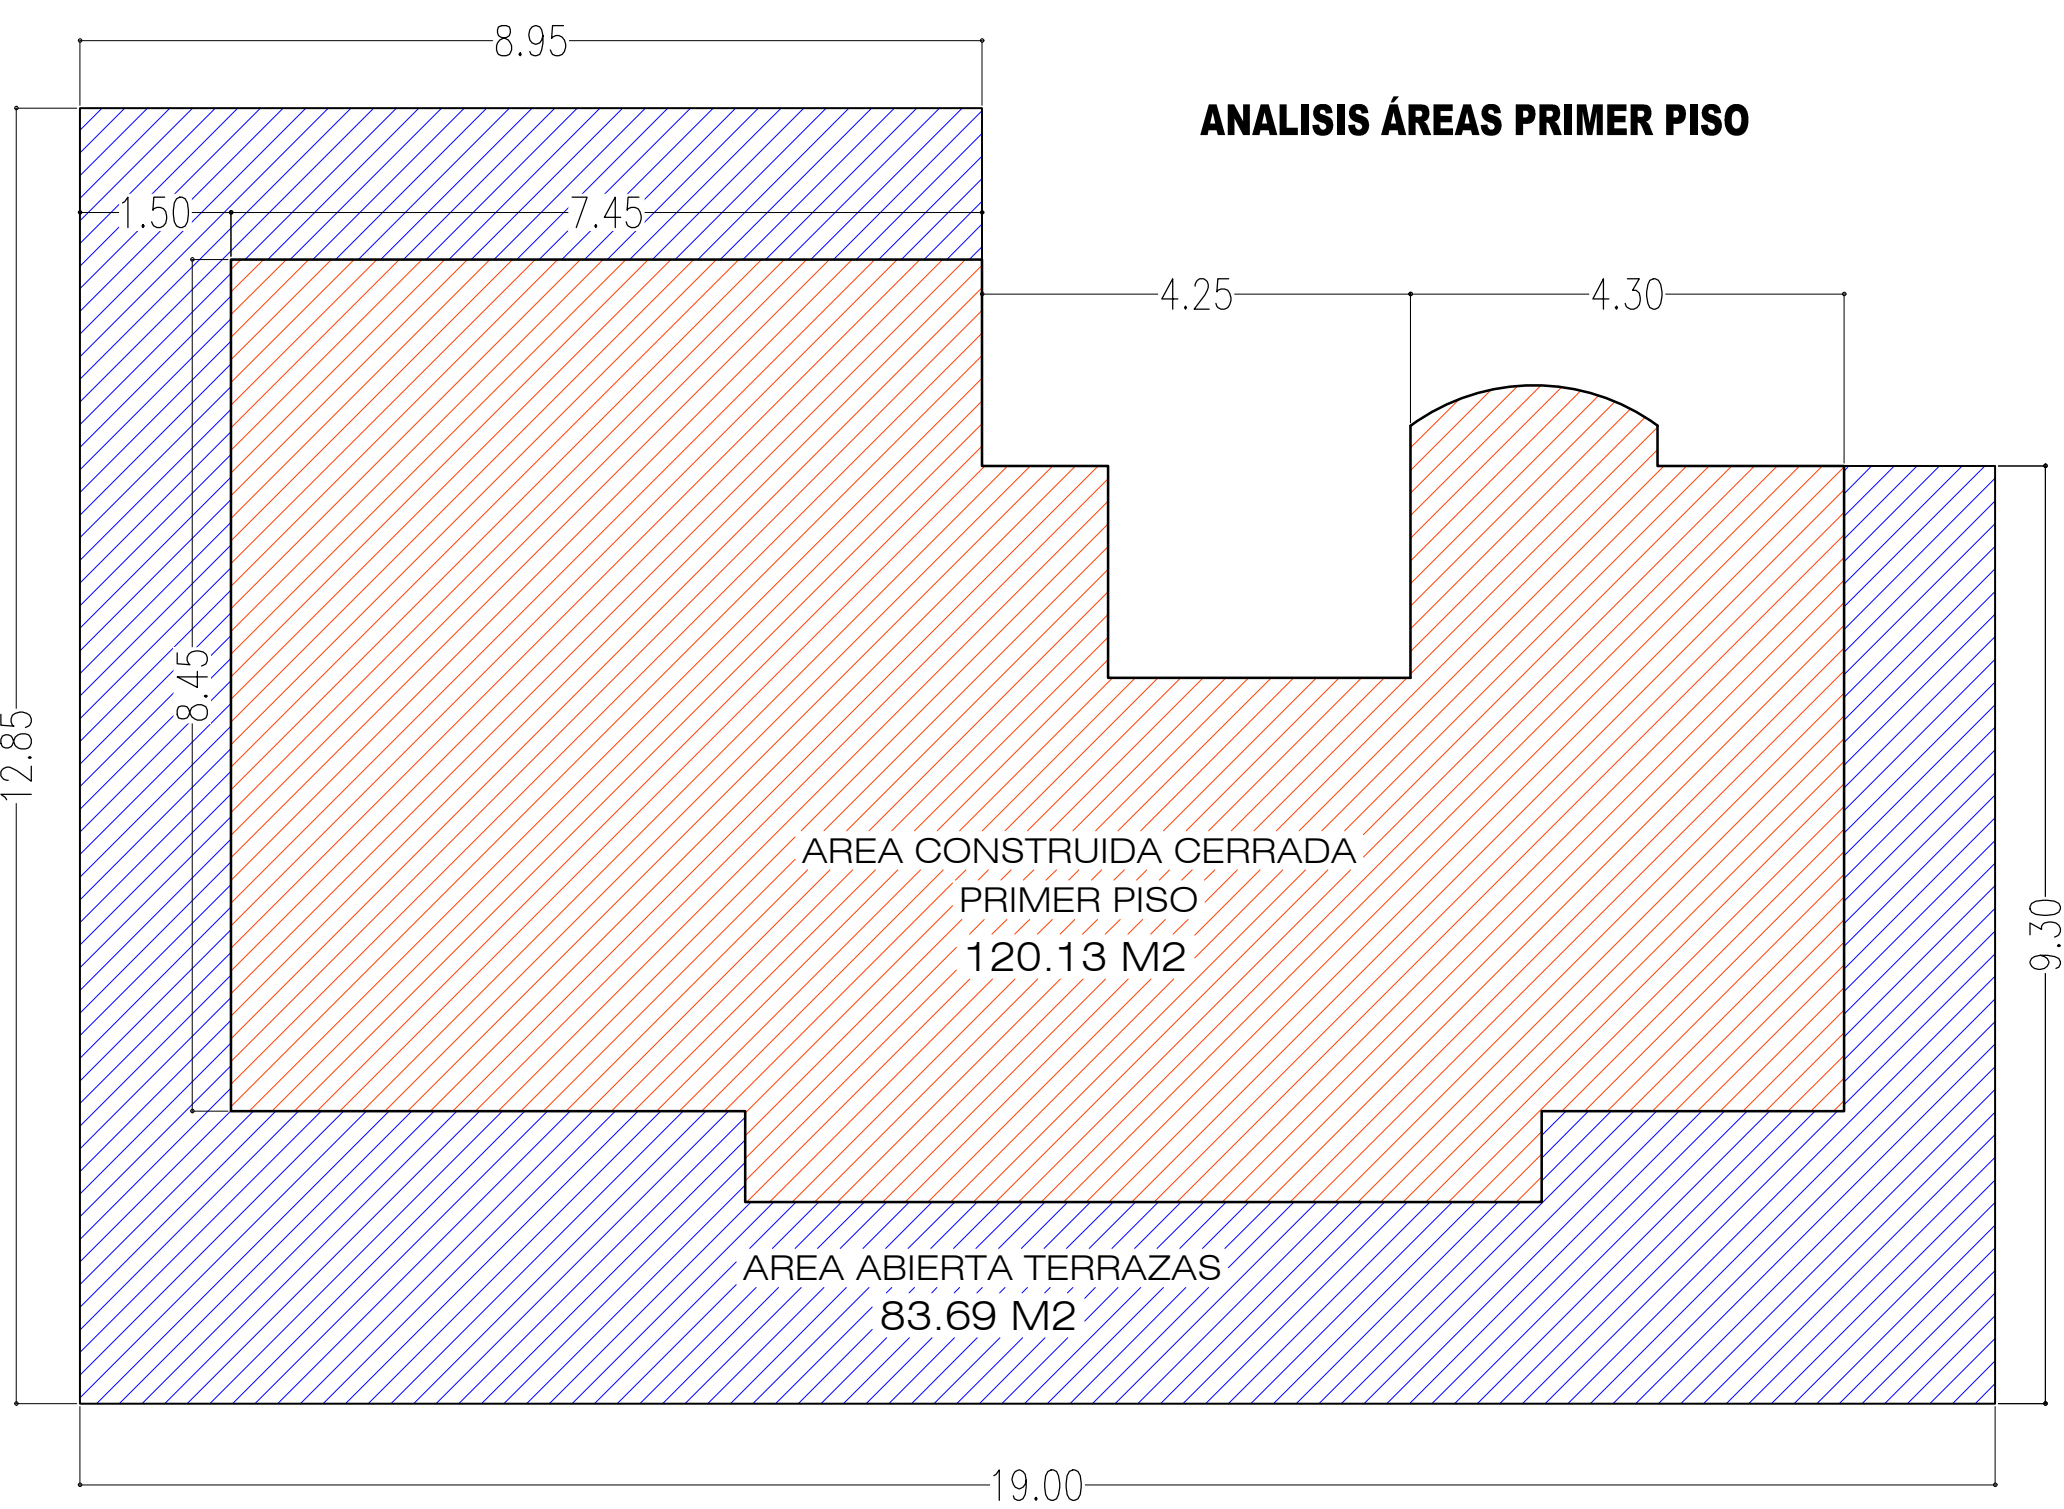 8.95
ANALISIS ÁREAS PRIMER PISO
1.50
7.45
4.25
4.30
8.45
12.85
AREA CONSTRUIDA CERRADA
PRIMER PISO
120.13 M2
9.30
AREA ABIERTA TERRAZAS
83.69 M2
19.00